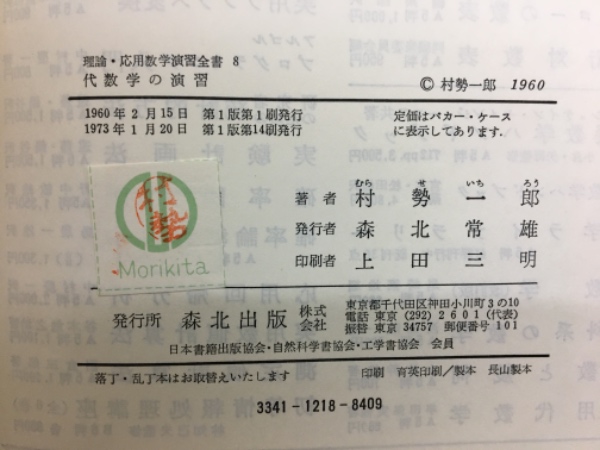 理論・応用数学演習全書 8
代数学の演習
© 村勢一郎 1960
1960年2月15日 第1版第1刷発行
1973年1月20日 第1版第14刷発行
定価はバカー・ケース
に表示してあります.
村勢
Morikita
むら せ いち ろう
著者 村勢一郎
発行者 森北常雄
印刷者 上田三明
発行所 森北出版 株式会社
東京都千代田区神田小川町3の10
電話 東京 (292) 2601 (代表)
振替 東京 34757 郵便番号 101
日本書籍出版協会・自然科学書協会・工学書協会 会員
落丁・乱丁本はお取替えいたします
印刷 育英印刷/製本 長山製本
3341-1218-8409